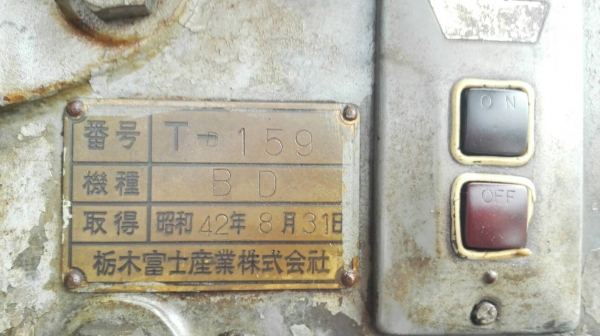 番号 T-159
機種 BD
取得 昭和42年8月31日
栃木富士産業株式会社
ON
OFF